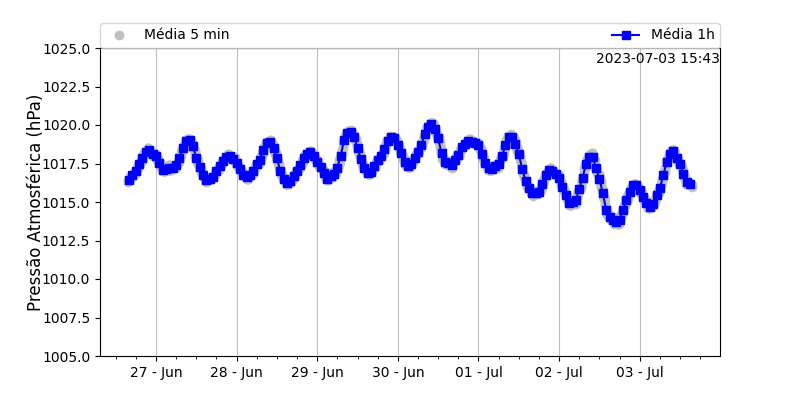 Média 5 min
Média 1h
2023-07-03 15:43
Pressão Atmosférica (hPa)
1025.0
1022.5
1020.0
1017.5
1015.0
1012.5
1010.0
1007.5
1005.0
27 - Jun
28 - Jun
29 - Jun
30 - Jun
01 - Jul
02 - Jul
03 - Jul